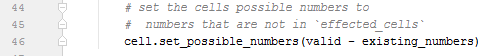 44 # set the cells possible numbers to
45 # numbers that are not in `effected_cells`
46 cell.set_possible_numbers(valid - existing_numbers)